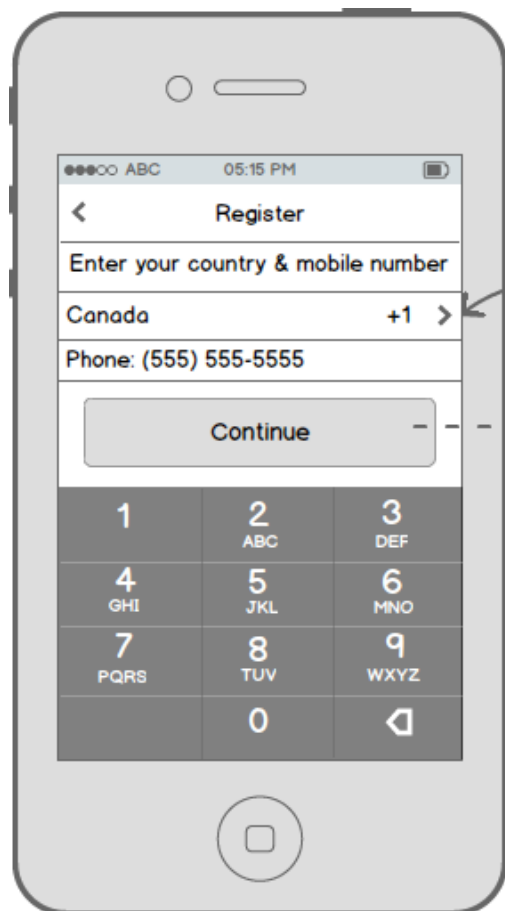 ABC 05:15 PM
Register
Enter your country & mobile number
Canada +1
Phone: (555) 555-5555
Continue
1 2 3
ABC DEF
4 5 6
GHI JKL MNO
7 8 9
PQRS TUV WXYZ
0